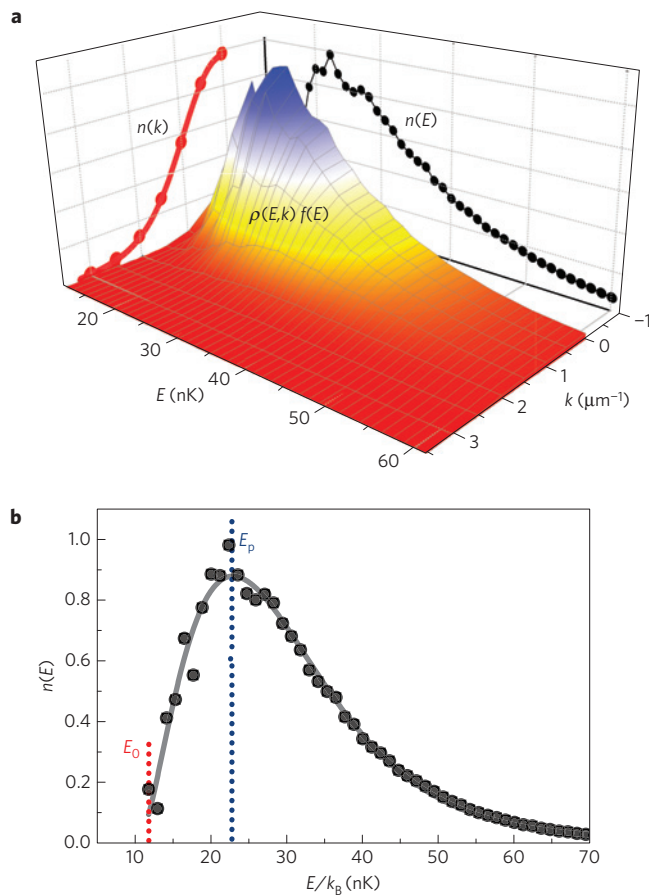 a
n(k)
n(E)
ρ(E,k) f(E)
20
30
40
50
60
E (nK)
3
2
1
0
−1
k (μm⁻¹)
b
1.0
0.8
0.6
0.4
0.2
0.0
n(E)
Eₚ
E₀
10
20
30
40
50
60
70
E/k_B (nK)